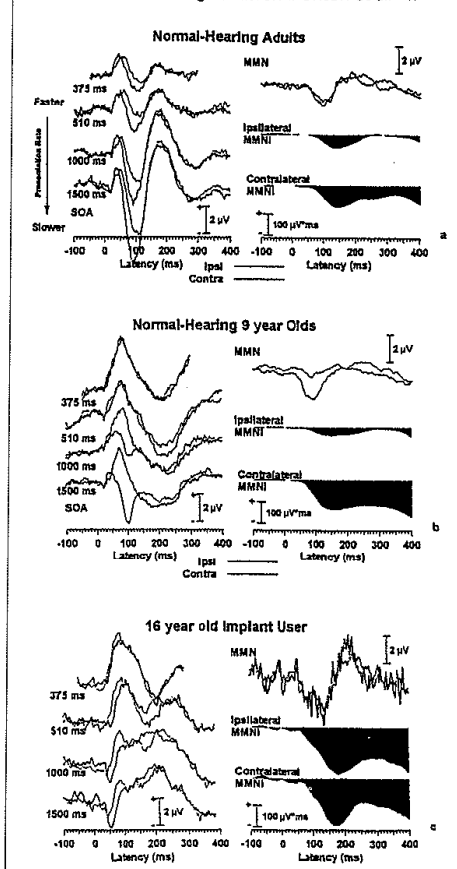 Normal-Hearing Adults
MMN
2 µV
375 ms
Faster
510 ms
Ipsilateral
MMNI
Presentation Rate
1000 ms
Contralateral
MMNI
1500 ms
SOA
+
2 µV
-
+
100 µV*ms
-
Slower
-100 0 100 200 300 400
Latency (ms)
-100 0 100 200 300 400
Latency (ms)
a
Ipsi
Contra
Normal-Hearing 9 year Olds
MMN
2 µV
375 ms
510 ms
Ipsilateral
MMNI
1000 ms
Contralateral
MMNI
1500 ms
SOA
+
2 µV
-
+
100 µV*ms
-
b
-100 0 100 200 300 400
Latency (ms)
-100 0 100 200 300 400
Latency (ms)
Ipsi
Contra
16 year old Implant User
MMN
2 µV
375 ms
510 ms
Ipsilateral
MMNI
1000 ms
Contralateral
MMNI
1500 ms
+
2 µV
-
+
100 µV*ms
-
c
-100 0 100 200 300 400
Latency (ms)
-100 0 100 200 300 400
Latency (ms)